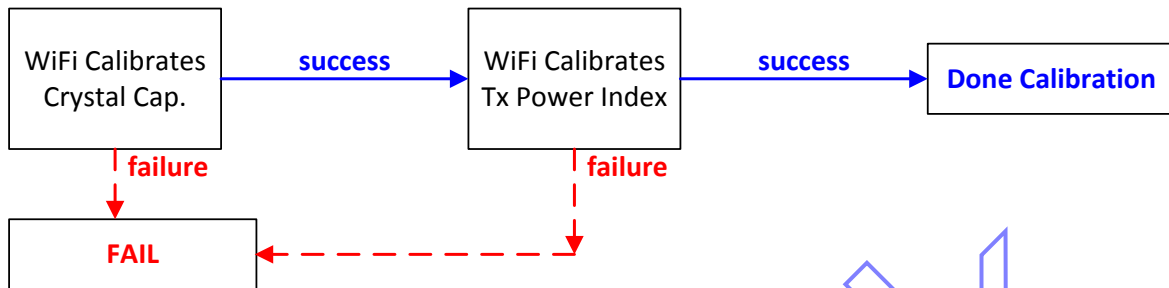 WiFi Calibrates
Crystal Cap.
success
WiFi Calibrates
Tx Power Index
success
Done Calibration
failure
failure
FAIL